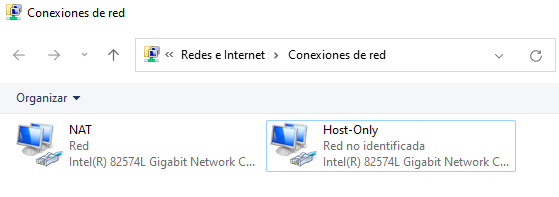 Conexiones de red
« Redes e Internet > Conexiones de red
Organizar
NAT
Red
Intel(R) 82574L Gigabit Network C...
Host-Only
Red no identificada
Intel(R) 82574L Gigabit Network C...